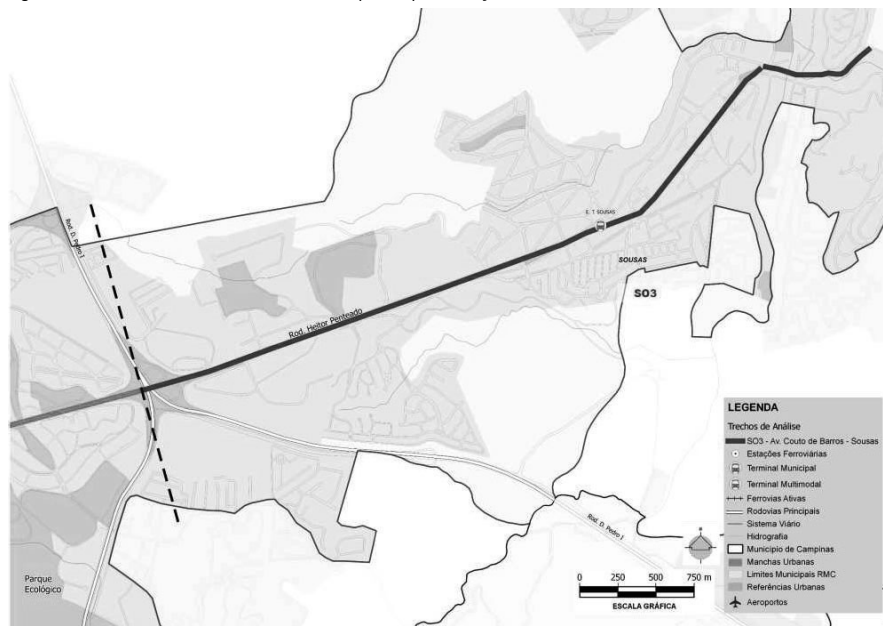 Rod. D. Pedro I
E. T SOUSAS
SOUSAS
SO3
Rod. Heitor Penteado
Rod. D. Pedro I
Parque
Ecológico
0 250 500 750 m
ESCALA GRÁFICA
LEGENDA
Trechos de Análise
SO3 - Av. Couto de Barros - Sousas
Estações Ferroviárias
Terminal Municipal
Terminal Multimodal
Ferrovias Ativas
Rodovias Principais
Sistema Viário
Hidrografia
Município de Campinas
Manchas Urbanas
Limites Municipais RMC
Referências Urbanas
Aeroportos